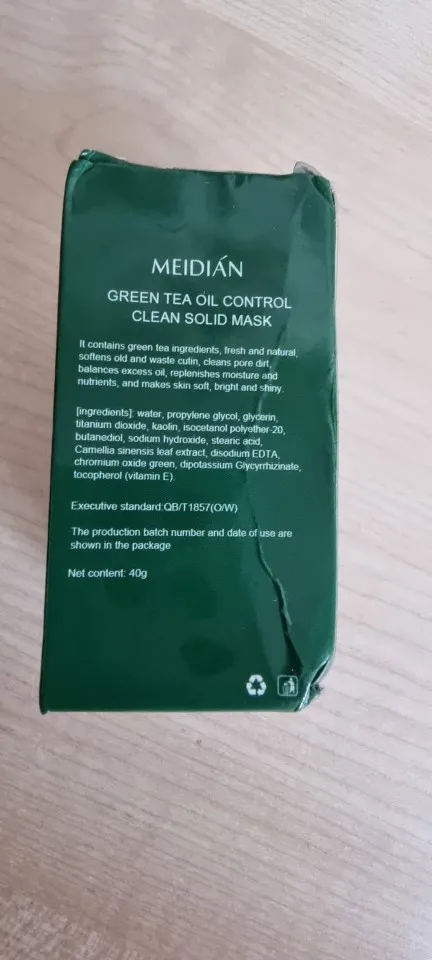 MEIDIÁN
GREEN TEA OIL CONTROL
CLEAN SOLID MASK
It contains green tea ingredients, fresh and natural,
softens old and waste cutin, cleans pore dirt,
balances excess oil, replenishes moisture and
nutrients, and makes skin soft, bright and shiny.
[ingredients]: water, propylene glycol, glycerin,
titanium dioxide, kaolin, isocetanol polyether-20,
butanediol, sodium hydroxide, stearic acid,
Camellia sinensis leaf extract, disodium EDTA,
chromium oxide green, dipotassium Glycyrrhizinate,
tocopherol (vitamin E).
Executive standard:QB/T1857(O/W)
The production batch number and date of use are
shown in the package
Net content: 40g